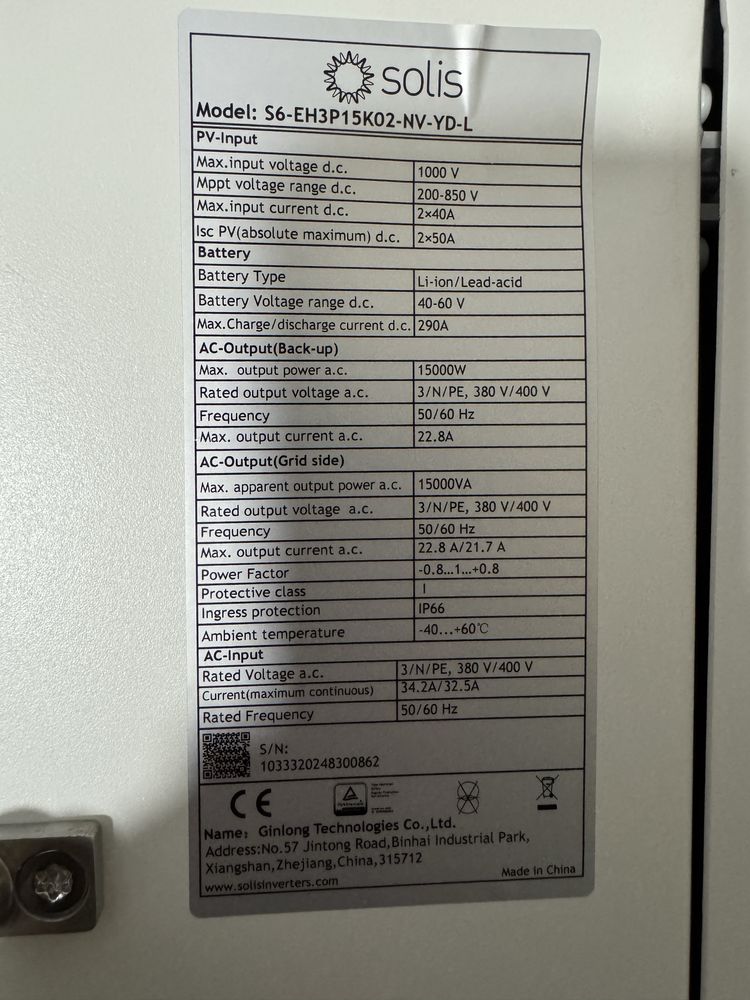 solis
Model: S6-EH3P15K02-NV-YD-L
PV-Input
Max.input voltage d.c. 1000 V
Mppt voltage range d.c. 200-850 V
Max.input current d.c. 2×40A
Isc PV(absolute maximum) d.c. 2×50A
Battery
Battery Type Li-ion/Lead-acid
Battery Voltage range d.c. 40-60 V
Max.Charge/discharge current d.c. 290A
AC-Output(Back-up)
Max. output power a.c. 15000W
Rated output voltage a.c. 3/N/PE, 380 V/400 V
Frequency 50/60 Hz
Max. output current a.c. 22.8A
AC-Output(Grid side)
Max. apparent output power a.c. 15000VA
Rated output voltage a.c. 3/N/PE, 380 V/400 V
Frequency 50/60 Hz
Max. output current a.c. 22.8 A/21.7 A
Power Factor -0.8...1...+0.8
Protective class I
Ingress protection IP66
Ambient temperature -40...+60℃
AC-Input
Rated Voltage a.c. 3/N/PE, 380 V/400 V
Current(maximum continuous) 34.2A/32.5A
Rated Frequency 50/60 Hz
S/N:
1033320248300862
CE
Name: Ginlong Technologies Co.,Ltd.
Address:No.57 Jintong Road,Binhai Industrial Park,
Xiangshan,Zhejiang,China,315712
www.solisinverters.com
Made in China